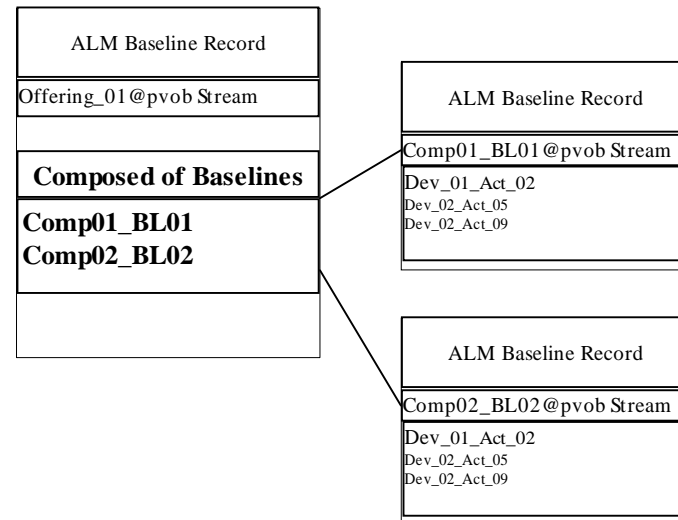 ALM Baseline Record
Offering_01@pvob Stream
Composed of Baselines
Comp01_BL01
Comp02_BL02
ALM Baseline Record
Comp01_BL01@pvob Stream
Dev_01_Act_02
Dev_02_Act_05
Dev_02_Act_09
ALM Baseline Record
Comp02_BL02@pvob Stream
Dev_01_Act_02
Dev_02_Act_05
Dev_02_Act_09